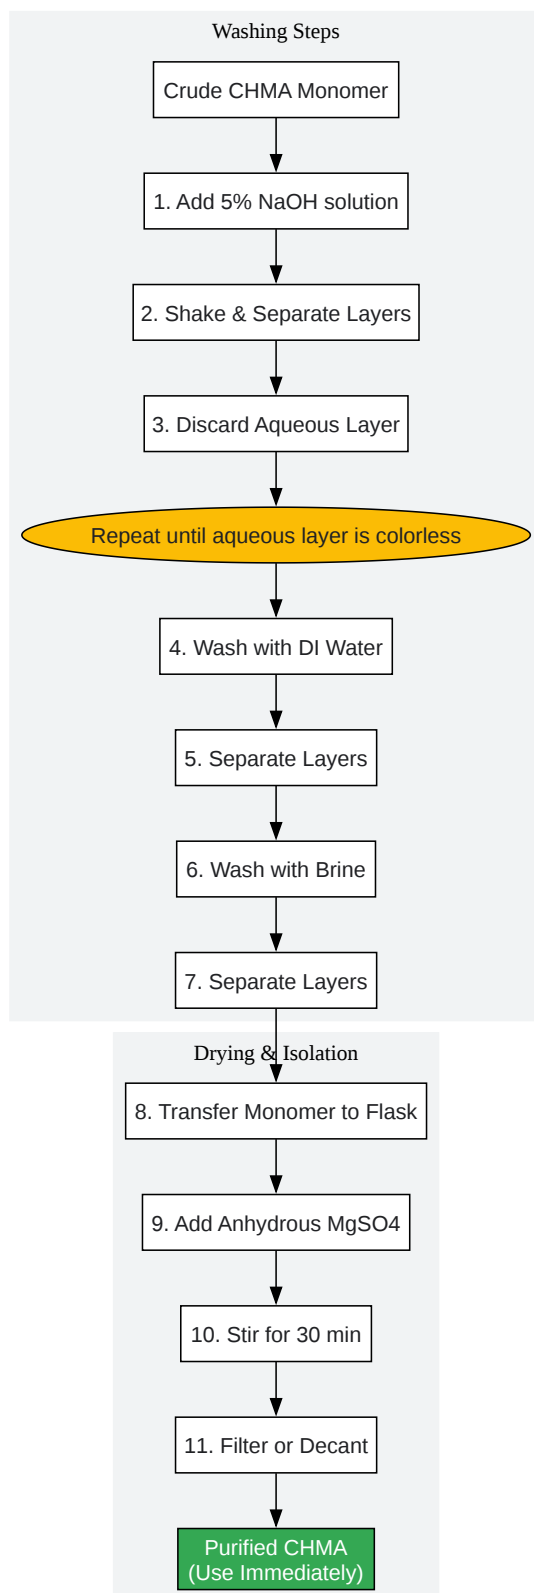 Washing Steps
Crude CHMA Monomer
1. Add 5% NaOH solution
2. Shake & Separate Layers
3. Discard Aqueous Layer
Repeat until aqueous layer is colorless
4. Wash with DI Water
5. Separate Layers
6. Wash with Brine
7. Separate Layers
Drying & Isolation
8. Transfer Monomer to Flask
9. Add Anhydrous MgSO4
10. Stir for 30 min
11. Filter or Decant
Purified CHMA
(Use Immediately)